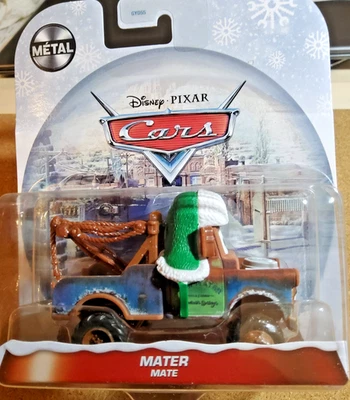 MÉTAL
Disney · PIXAR
Cars
MATER
MATE